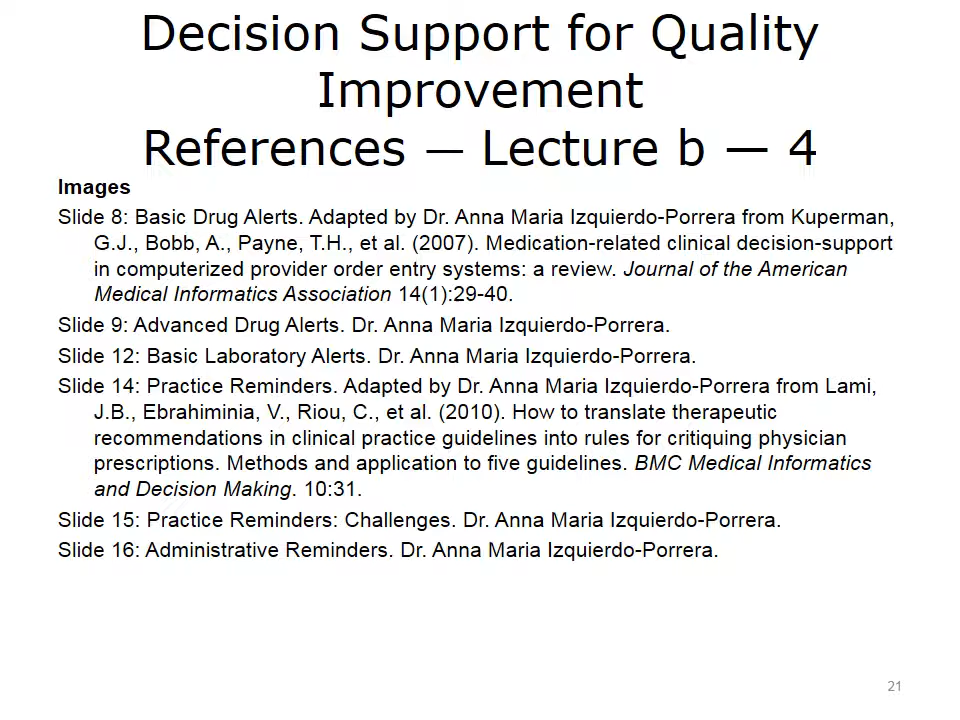 Decision Support for Quality
Improvement
References — Lecture b — 4
Images
Slide 8: Basic Drug Alerts. Adapted by Dr. Anna Maria Izquierdo-Porrera from Kuperman,
G.J., Bobb, A., Payne, T.H., et al. (2007). Medication-related clinical decision-support
in computerized provider order entry systems: a review. Journal of the American
Medical Informatics Association 14(1):29-40.
Slide 9: Advanced Drug Alerts. Dr. Anna Maria Izquierdo-Porrera.
Slide 12: Basic Laboratory Alerts. Dr. Anna Maria Izquierdo-Porrera.
Slide 14: Practice Reminders. Adapted by Dr. Anna Maria Izquierdo-Porrera from Lami,
J.B., Ebrahiminia, V., Riou, C., et al. (2010). How to translate therapeutic
recommendations in clinical practice guidelines into rules for critiquing physician
prescriptions. Methods and application to five guidelines. BMC Medical Informatics
and Decision Making. 10:31.
Slide 15: Practice Reminders: Challenges. Dr. Anna Maria Izquierdo-Porrera.
Slide 16: Administrative Reminders. Dr. Anna Maria Izquierdo-Porrera.
21